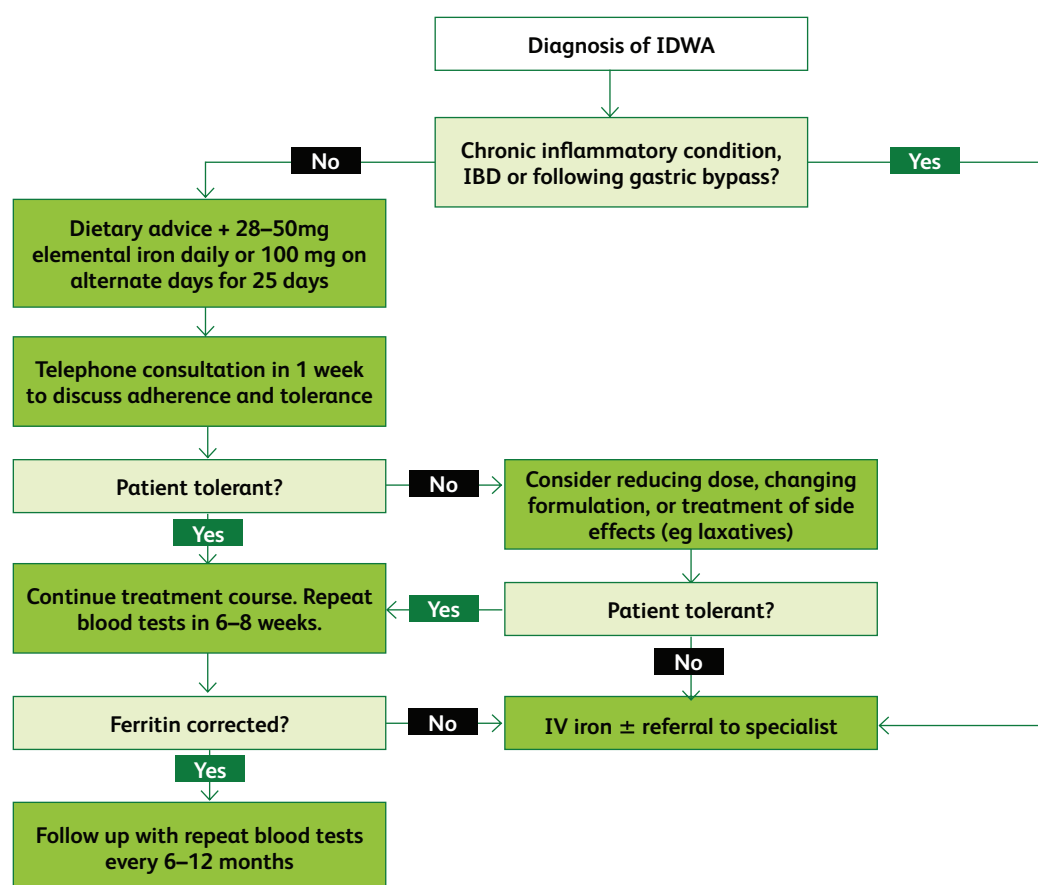 Diagnosis of IDWA
Chronic inflammatory condition,
IBD or following gastric bypass?
No
Yes
Dietary advice + 28–50mg
elemental iron daily or 100 mg on
alternate days for 25 days
Telephone consultation in 1 week
to discuss adherence and tolerance
Patient tolerant?
No
Consider reducing dose, changing
formulation, or treatment of side
effects (eg laxatives)
Yes
Continue treatment course. Repeat
blood tests in 6–8 weeks.
Yes
Patient tolerant?
No
Ferritin corrected?
No
IV iron ± referral to specialist
Yes
Follow up with repeat blood tests
every 6–12 months